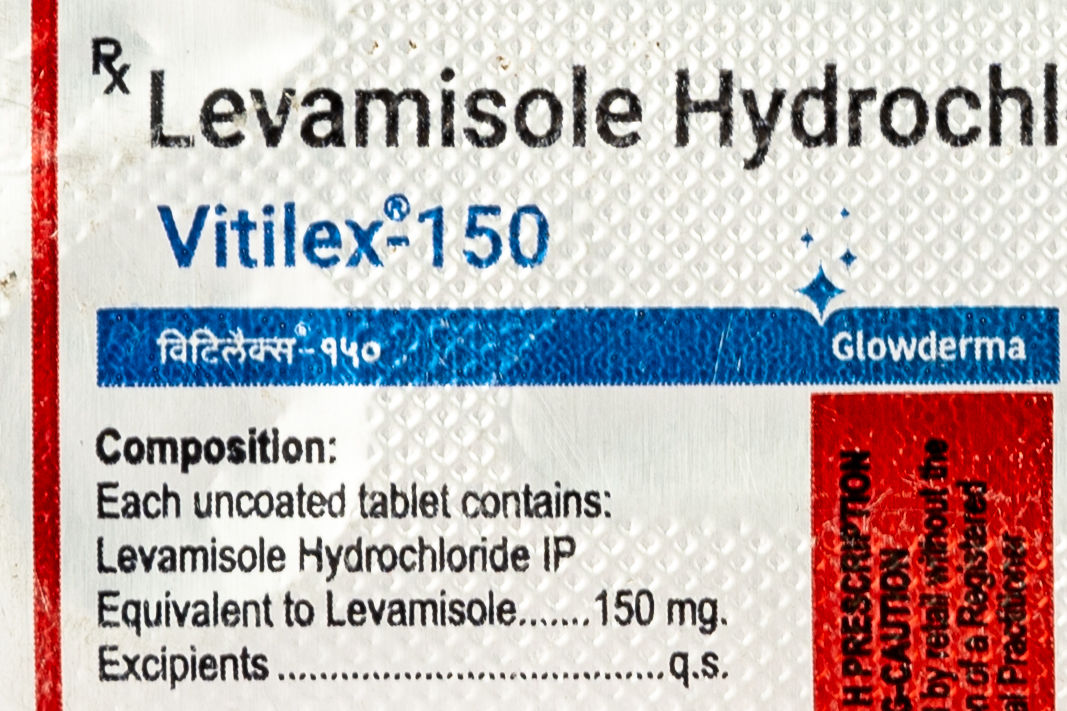 Rx
Levamisole Hydrochl
Vitilex®-150
विटिलैक्स®-१५०
Glowderma
Composition:
Each uncoated tablet contains:
Levamisole Hydrochloride IP
Equivalent to Levamisole.......150 mg.
Excipients.....................................q.s.
H PRESCRIPTION
G-CAUTION
by retail without the
n of a Registered
al Practitioner